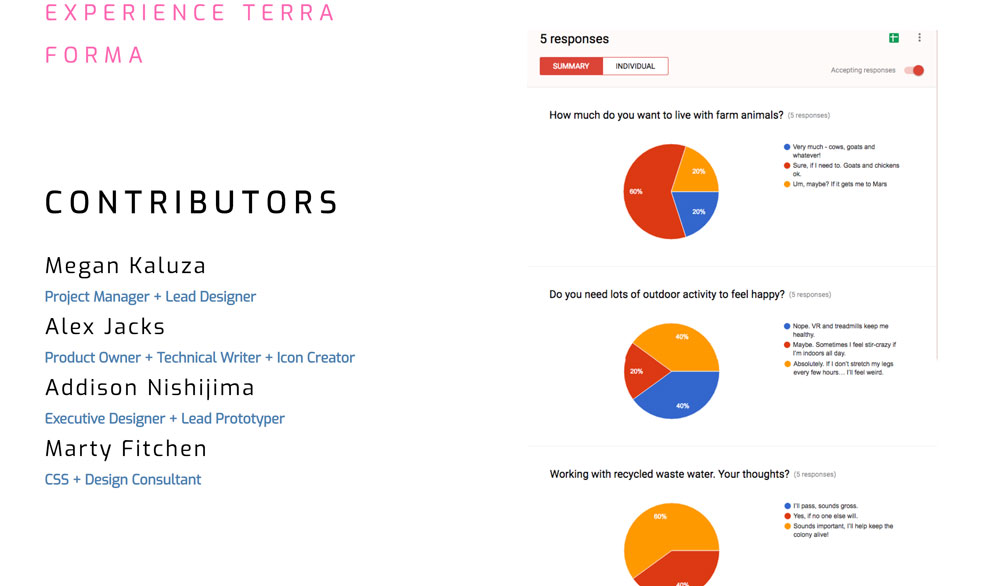 EXPERIENCE TERRA
FORMA
CONTRIBUTORS
Megan Kaluza
Project Manager + Lead Designer
Alex Jacks
Product Owner + Technical Writer + Icon Creator
Addison Nishijima
Executive Designer + Lead Prototyper
Marty Fitchen
CSS + Design Consultant
5 responses
SUMMARY INDIVIDUAL
Accepting responses
How much do you want to live with farm animals? (5 responses)
20%
60%
20%
Very much - cows, goats and
whatever!
Sure, if I need to. Goats and chickens
ok.
Um, maybe? If it gets me to Mars
Do you need lots of outdoor activity to feel happy? (5 responses)
40%
20%
40%
Nope. VR and treadmills keep me
healthy.
Maybe. Sometimes I feel stir-crazy if
I'm indoors all day.
Absolutely. If I don't stretch my legs
every few hours... I'll feel weird.
Working with recycled waste water. Your thoughts? (5 responses)
60%
40%
I'll pass, sounds gross.
Yes, if no one else will.
Sounds important, I'll help keep the
colony alive!